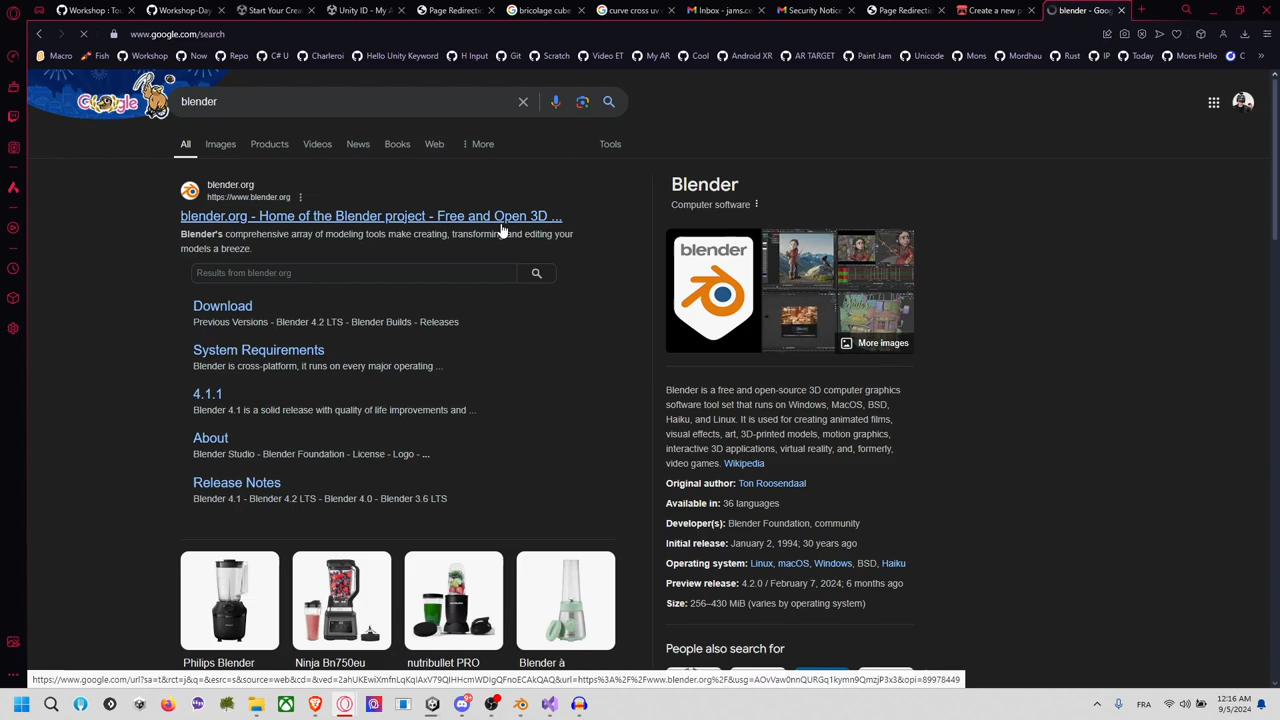 Workshop : Tou
Workshop-Day
Start Your Crea
Unity ID - My A
Page Redirectic
bricolage cube
curve cross uv
Inbox - jams.ce
Security Notice
Page Redirectic
Create a new p
blender - Goog
www.google.com/search
Macro
Fish
Workshop
Now
Repo
C# U
Charleroi
Hello Unity Keyword
H Input
Git
Scratch
Video ET
My AR
Cool
Android XR
AR TARGET
Paint Jam
Unicode
Mons
Mordhau
Rust
IP
Today
Mons Hello
C
Google
blender
All
Images
Products
Videos
News
Books
Web
More
Tools
blender.org
https://www.blender.org
blender.org - Home of the Blender project - Free and Open 3D ...
Blender's comprehensive array of modeling tools make creating, transforming and editing your
models a breeze.
Results from blender.org
Download
Previous Versions - Blender 4.2 LTS - Blender Builds - Releases
System Requirements
Blender is cross-platform, it runs on every major operating ...
4.1.1
Blender 4.1 is a solid release with quality of life improvements and ...
About
Blender Studio - Blender Foundation - License - Logo - ...
Release Notes
Blender 4.1 - Blender 4.2 LTS - Blender 4.0 - Blender 3.6 LTS
Philips Blender
Ninja Bn750eu
nutribullet PRO
Blender à
Blender
Computer software
blender
More images
Blender is a free and open-source 3D computer graphics
software tool set that runs on Windows, MacOS, BSD,
Haiku, and Linux. It is used for creating animated films,
visual effects, art, 3D-printed models, motion graphics,
interactive 3D applications, virtual reality, and, formerly,
video games. Wikipedia
Original author: Ton Roosendaal
Available in: 36 languages
Developer(s): Blender Foundation, community
Initial release: January 2, 1994; 30 years ago
Operating system: Linux, macOS, Windows, BSD, Haiku
Preview release: 4.2.0 / February 7, 2024; 6 months ago
Size: 256–430 MiB (varies by operating system)
People also search for
https://www.google.com/url?sa=t&rct=j&q=&esrc=s&source=web&cd=&ved=2ahUKEwiXmfnLqKqIAxV79QIHHcmWDIgQFnoECAkQAQ&url=https%3A%2F%2Fwww.blender.org%2F&usg=AOvVaw0nnQURGq1kymn9QmzjP3x3&opi=89978449
FRA
12:16 AM
9/5/2024